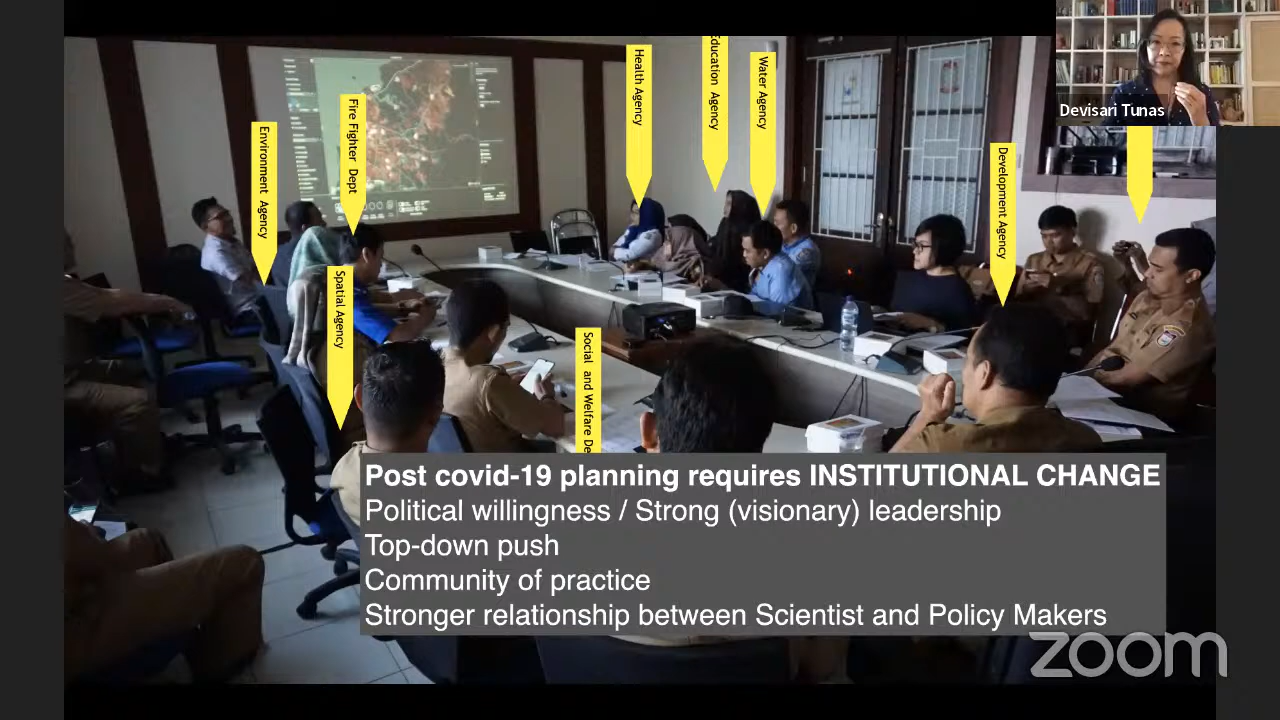 Devisari Tunas
Environment Agency
Fire Fighter Dept
Health Agency
Education Agency
Water Agency
Development Agency
Spatial Agency
Social and Welfare De
Post covid-19 planning requires INSTITUTIONAL CHANGE
Political willingness / Strong (visionary) leadership
Top-down push
Community of practice
Stronger relationship between Scientist and Policy Makers
zoom